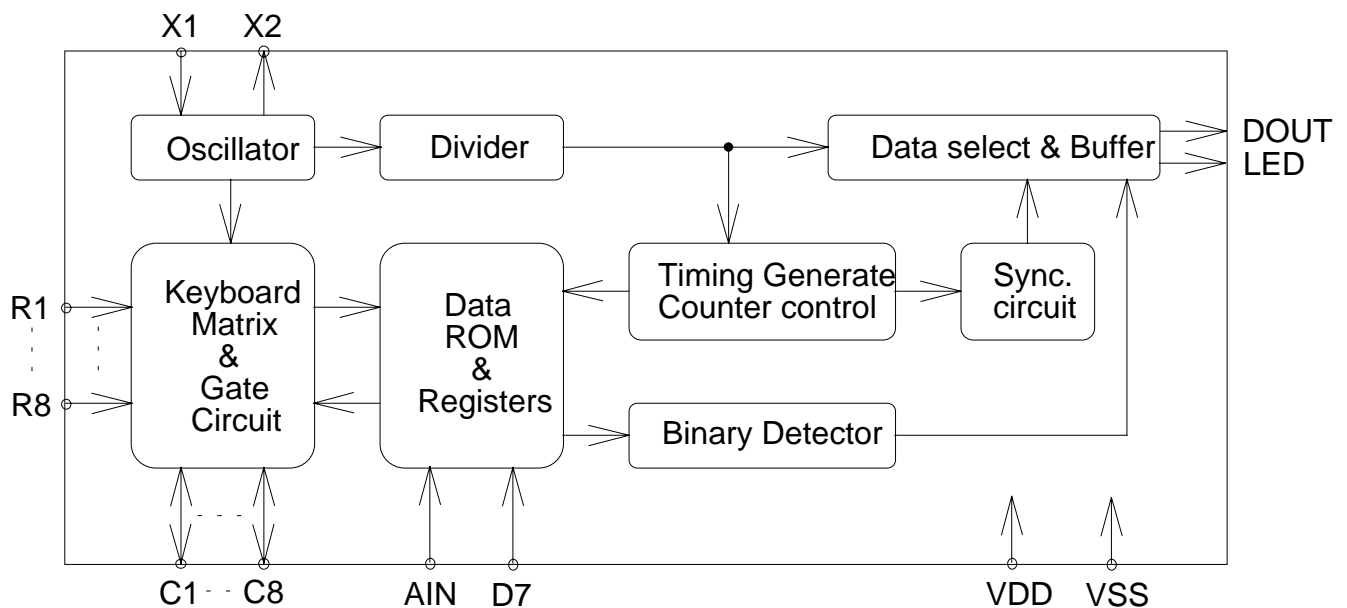 X1 X2
Oscillator
Divider
Data select & Buffer
DOUT
LED
R1
R8
Keyboard
Matrix
&
Gate
Circuit
Data
ROM
&
Registers
Timing Generate
Counter control
Sync.
circuit
Binary Detector
C1 C8 AIN D7 VDD VSS